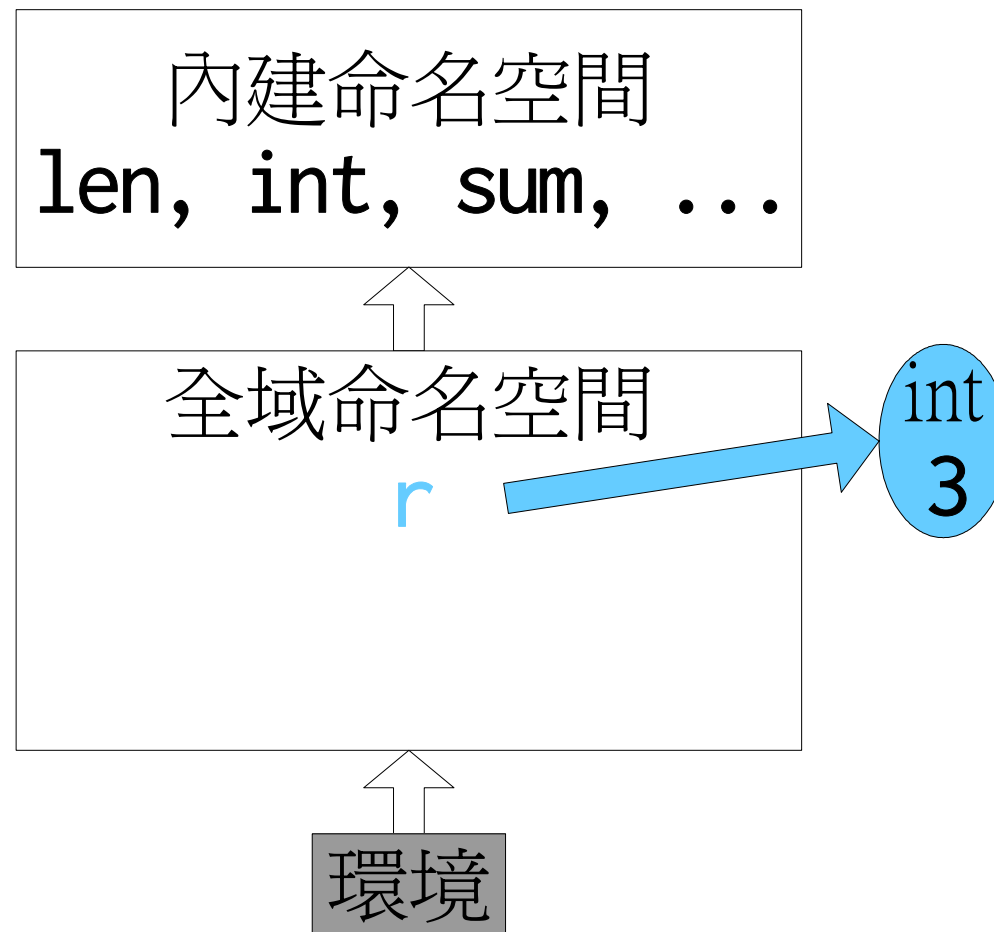 內建命名空間
len, int, sum, ...
全域命名空間
r
int
3
環境